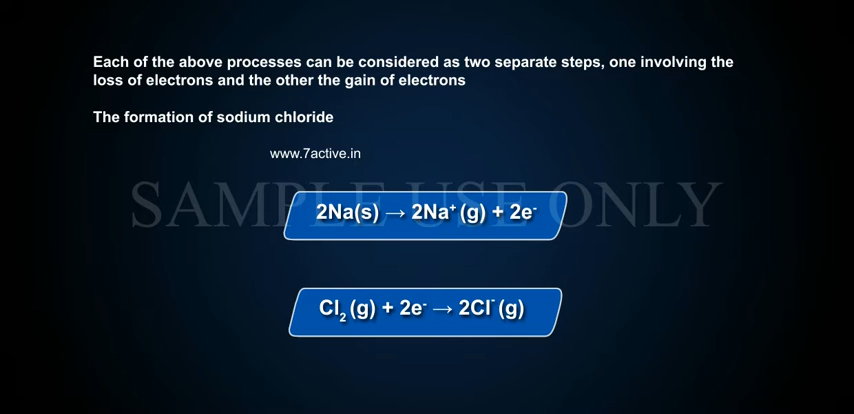 Each of the above processes can be considered as two separate steps, one involving the
loss of electrons and the other the gain of electrons
The formation of sodium chloride
www.7active.in
SAMPLE USE ONLY
2Na(s) → 2Na⁺ (g) + 2e⁻
Cl₂ (g) + 2e⁻ → 2Cl⁻ (g)